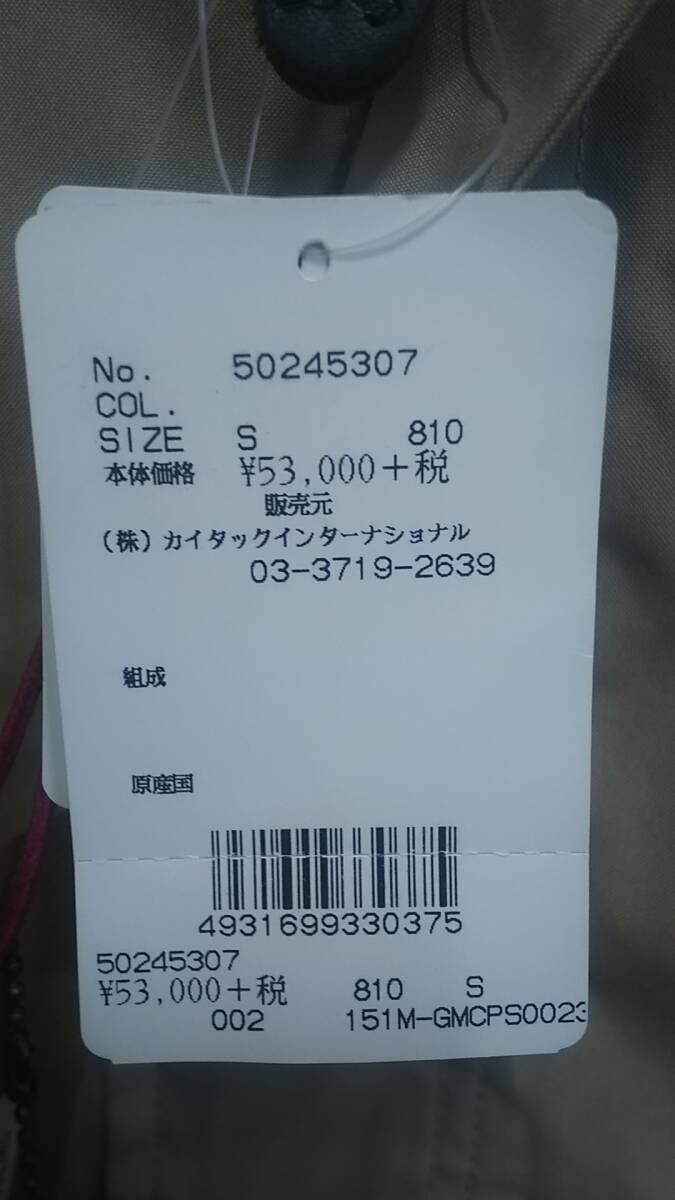 No. 50245307
COL.
SIZE S 810
本体価格 ¥53,000+税
販売元
(株)カイタックインターナショナル
03-3719-2639
組成
原産国
4931699330375
50245307
¥53,000+税 810 S
002 151M-GMCPS0023